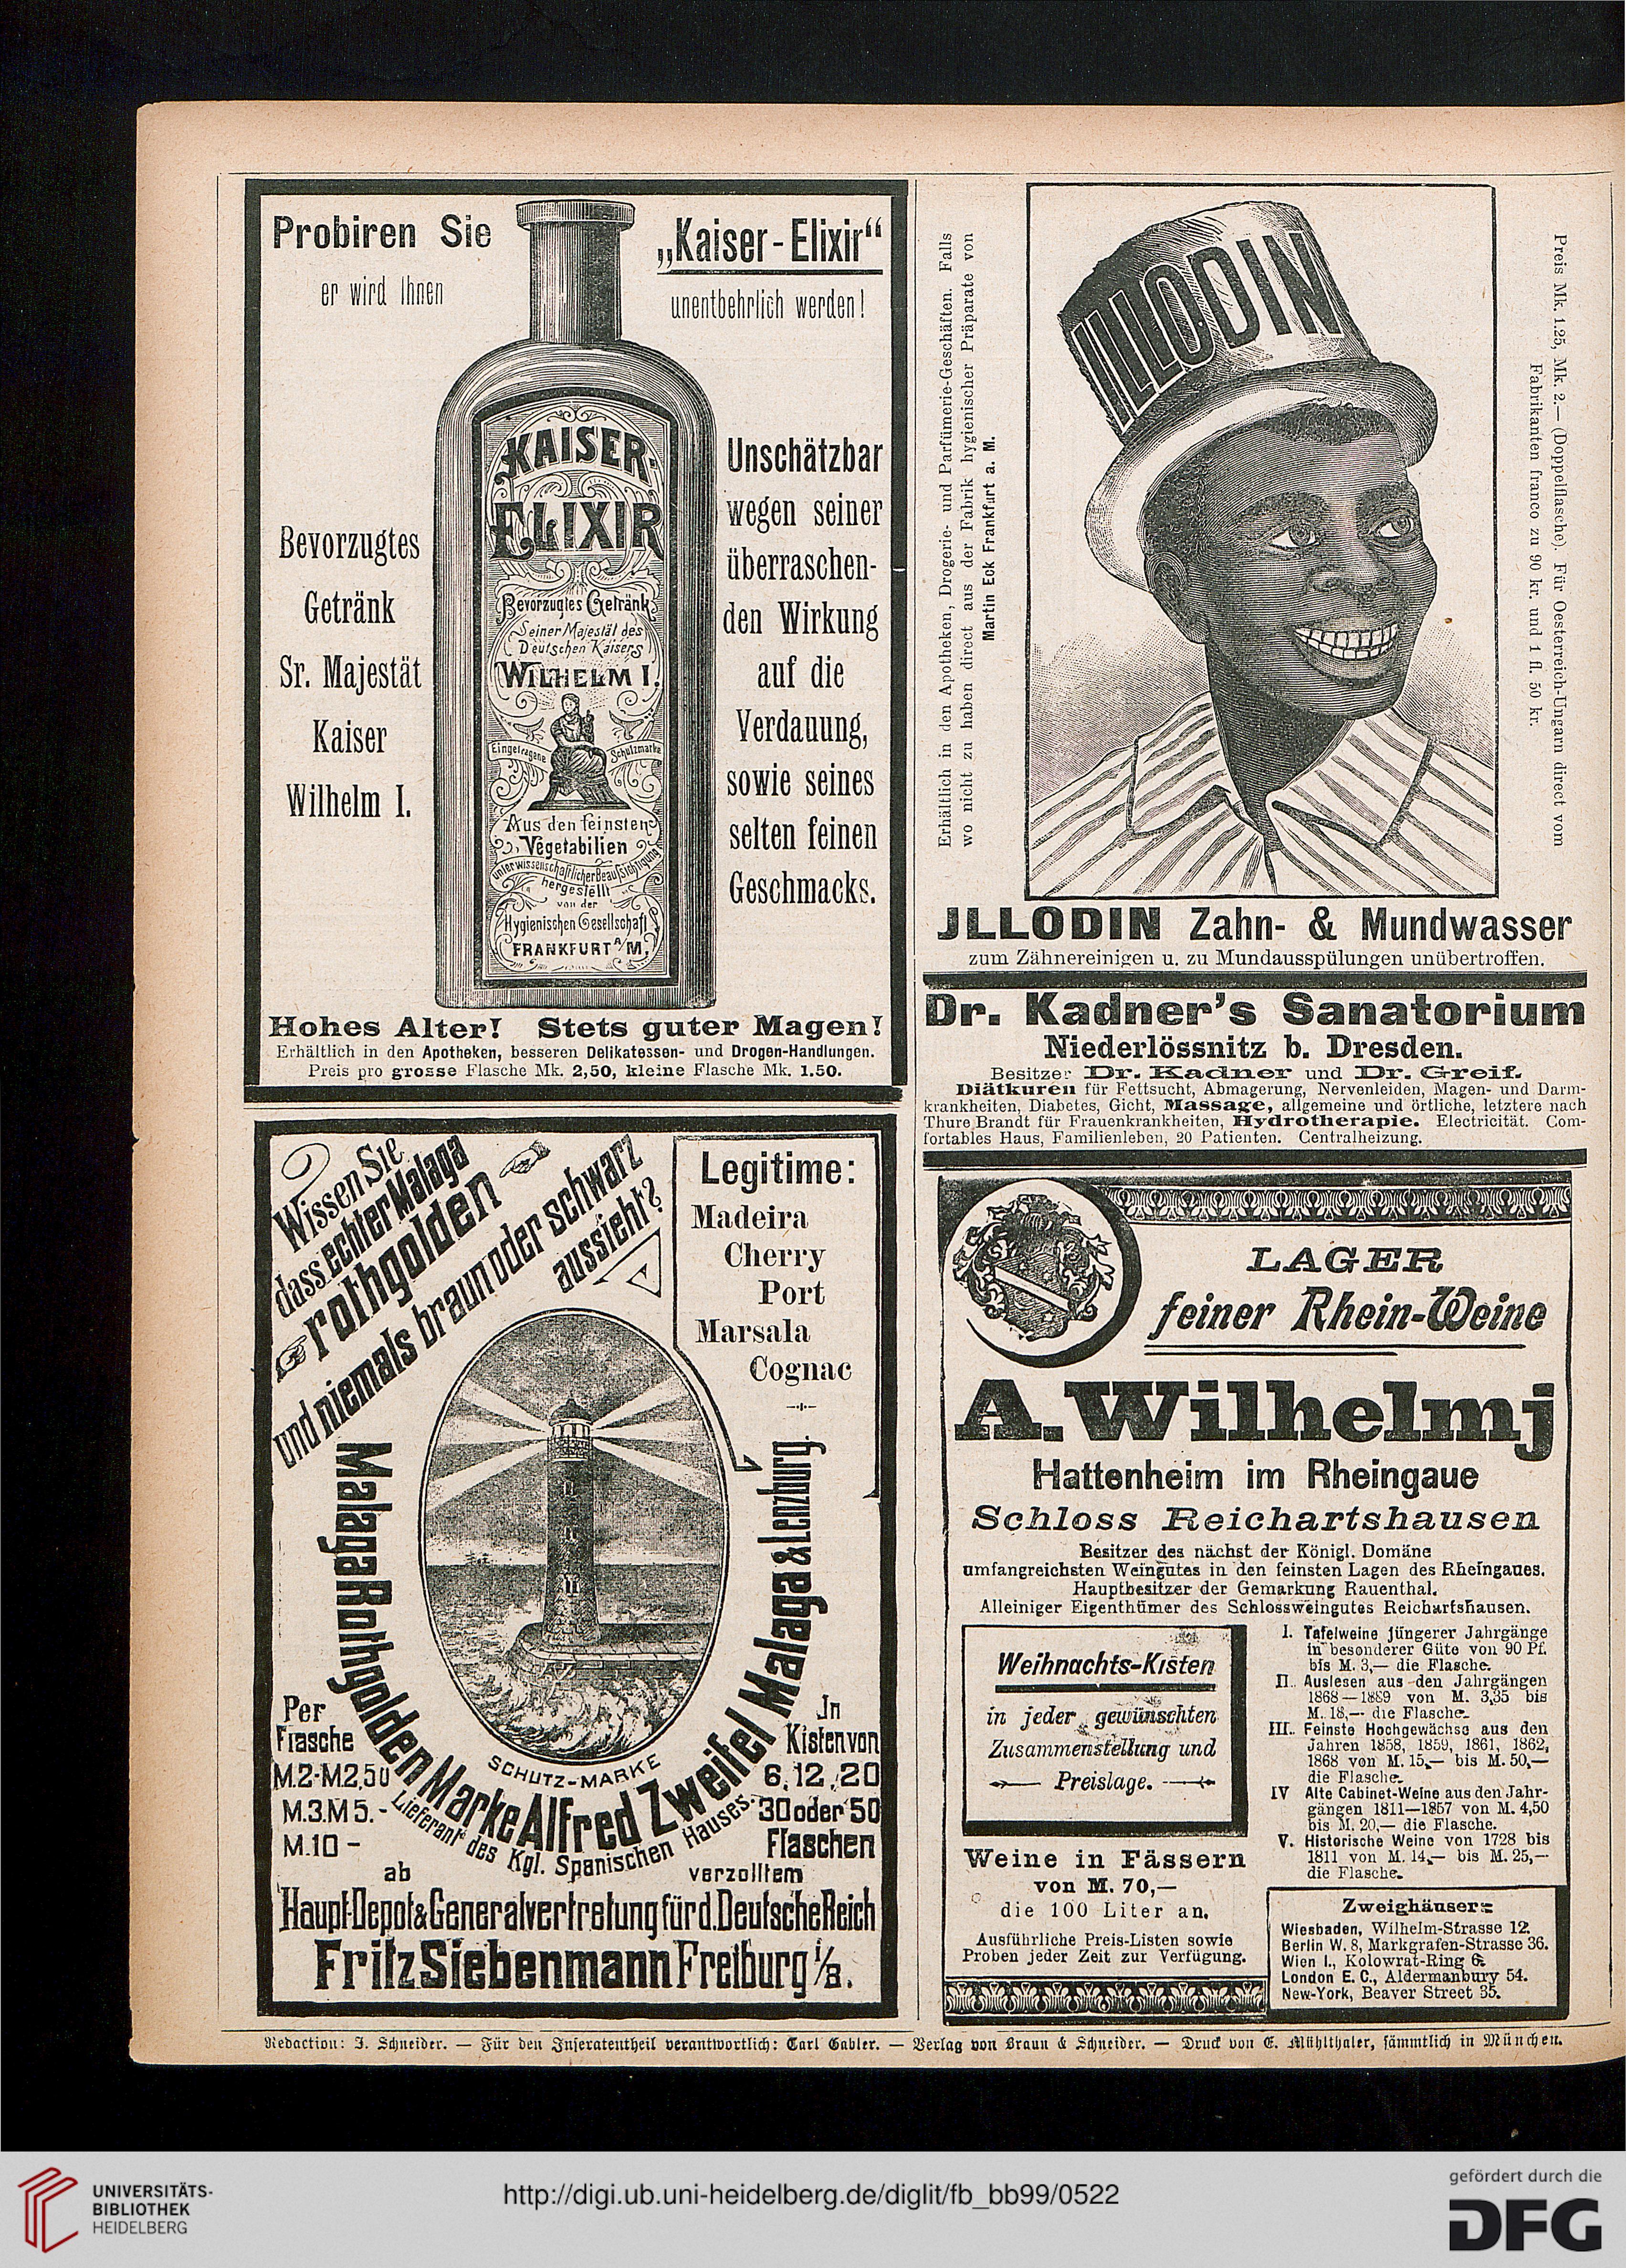 Probiren Sie
er wird Ihnen
„Kaiser-Elixir“
unentbehrlich werden!
Bevorzugtes
Getränk
Sr. Majestät
Kaiser
Wilhelm I.
KAISER-
ELIXIR
Bevorzugtes Getränk
Seiner Majestät des
Deutschen Kaisers
WILHELM I.
Eingetragene Schutzmarke
Aus den feinsten
Vegetabilien
unter wissenschaftlicher Beaufsichtigung
hergestellt
von der
Hygienischen Gesellschaft
FRANKFURT A/M.
Unschätzbar
wegen seiner
überraschen-
den Wirkung
auf die
Verdauung,
sowie seines
selten feinen
Geschmacks.
Hohes Alter! Stets guter Magen!
Erhältlich in den Apotheken, besseren Delikatessen- und Drogen-Handlungen.
Preis pro grosse Flasche Mk. 2,50, kleine Flasche Mk. 1.50.
Wissen Sie
dass echter Malaga
rothgolden
und niemals braun oder schwarz
aussieht?
Legitime:
Madeira
Cherry
Port
Marsala
Cognac
Malaga Rothgolden Marke Alfred Zweifel Malaga & Lenzburg.
SCHUTZ-MARKE
Lieferant des Kgl. Spanischen Hauses.
Per
Flasche
M.2-M2,50
M.3.M5.-
M.10-
In
Kisten von
6.12.20
30 oder 50
Flaschen
ab verzolltem
Haupt-Depot & Generalvertretung für d. Deutsche Reich
Fritz Siebenmann Freiburg i/B.
Erhältlich in den Apotheken, Drogerie- und Parfümerie-Geschäften. Falls
wo nicht zu haben direct aus der Fabrik hygienischer Präparate von
Martin Eck Frankfurt a. M.
ILLODIN
Preis Mk. 1.25, Mk. 2.— (Doppelflasche). Für Oesterreich-Ungarn direct vom
Fabrikanten franco zu 90 kr. und 1 fl. 50 kr.
JLLODIN Zahn- & Mundwasser
zum Zähnereinigen u. zu Mundausspülungen unübertroffen.
Dr. Kadner's Sanatorium
Niederlössnitz b. Dresden.
Besitzer Dr. Kadner und Dr. Greif.
Diätkuren für Fettsucht, Abmagerung, Nervenleiden, Magen- und Darm-
krankheiten, Diabetes, Gicht, Massage, allgemeine und örtliche, letztere nach
Thure Brandt für Frauenkrankheiten, Hydrotherapie. Electricität. Com-
fortables Haus, Familienleben, 20 Patienten. Centralheizung.
LAGER
feiner Rhein-Weine
A. Wilhelmj
Hattenheim im Rheingaue
Schloss Reichartshausen
Besitzer des nächst der Königl. Domäne
umfangreichsten Weingutes in den feinsten Lagen des Rheingaues.
Hauptbesitzer der Gemarkung Rauenthal.
Alleiniger Eigenthümer des Schlossweingutes Reichartshausen.
Weihnachts-Kisten
in jeder gewünschten
Zusammenstellung und
Preislage.
Weine in Fässern
von M. 70,—
die 100 Liter an.
Ausführliche Preis-Listen sowie
Proben jeder Zeit zur Verfügung.
I. Tafelweine jüngerer Jahrgänge
in besonderer Güte von 90 Pf.
bis M. 3,— die Flasche.
II. Auslesen aus den Jahrgängen
1868—1889 von M. 3,35 bis
M. 18,— die Flasche.
III. Feinste Hochgewächse aus den
Jahren 1858, 1859, 1861, 1862,
1868 von M. 15,— bis M. 50,—
die Flasche.
IV Alte Cabinet-Weine aus den Jahr-
gängen 1811—1857 von M. 4,50
bis M. 20,— die Flasche.
V. Historische Weine von 1728 bis
1811 von M. 14,— bis M. 25,—
die Flasche.
Zweighäuser:
Wiesbaden, Wilhelm-Strasse 12.
Berlin W. 8, Markgrafen-Strasse 36.
Wien I., Kolowrat-Ring 6.
London E. C., Aldermanbury 54.
New-York, Beaver Street 35.
Redaction: J. Schneider. — Für den Inseratentheil verantwortlich: Carl Gabler. — Verlag von Braun & Schneider. — Druck von E. Mühlthaler, sämmtlich in München.
UNIVERSITÄTS-
BIBLIOTHEK
HEIDELBERG
http://digi.ub.uni-heidelberg.de/diglit/fb_bb99/0522
gefördert durch die
DFG